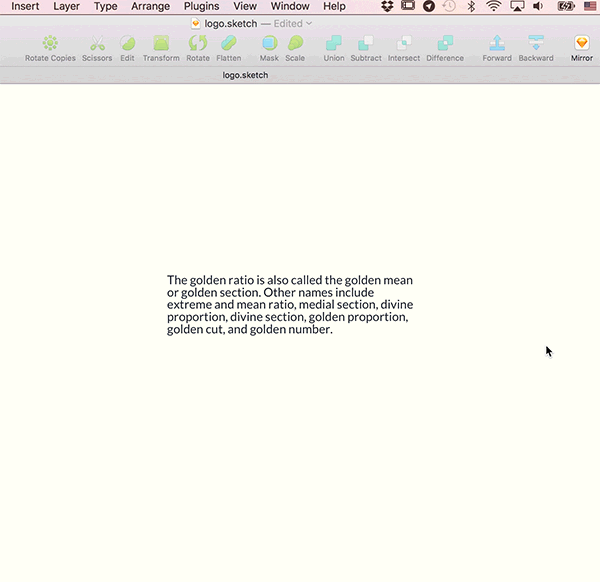 Insert Layer Type Arrange Plugins View Window Help
logo.sketch — Edited
Rotate Copies Scissors Edit Transform Rotate Flatten Mask Scale Union Subtract Intersect Difference Forward Backward Mirror
logo.sketch
The golden ratio is also called the golden mean
or golden section. Other names include
extreme and mean ratio, medial section, divine
proportion, divine section, golden proportion,
golden cut, and golden number.